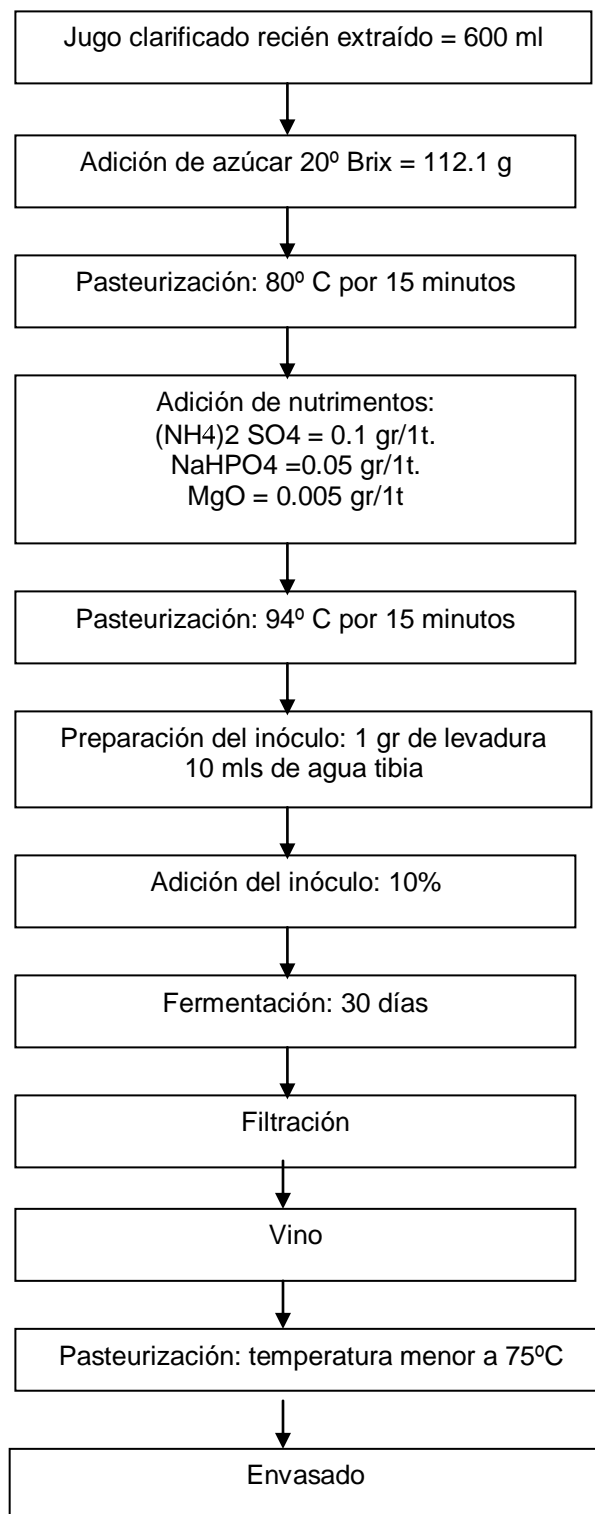 Jugo clarificado recién extraído = 600 ml
Adición de azúcar 20º Brix = 112.1 g
Pasteurización: 80º C por 15 minutos
Adición de nutrimentos:
(NH4)2 SO4 = 0.1 gr/1t.
NaHPO4 =0.05 gr/1t.
MgO = 0.005 gr/1t
Pasteurización: 94º C por 15 minutos
Preparación del inóculo: 1 gr de levadura
10 mls de agua tibia
Adición del inóculo: 10%
Fermentación: 30 días
Filtración
Vino
Pasteurización: temperatura menor a 75ºC
Envasado